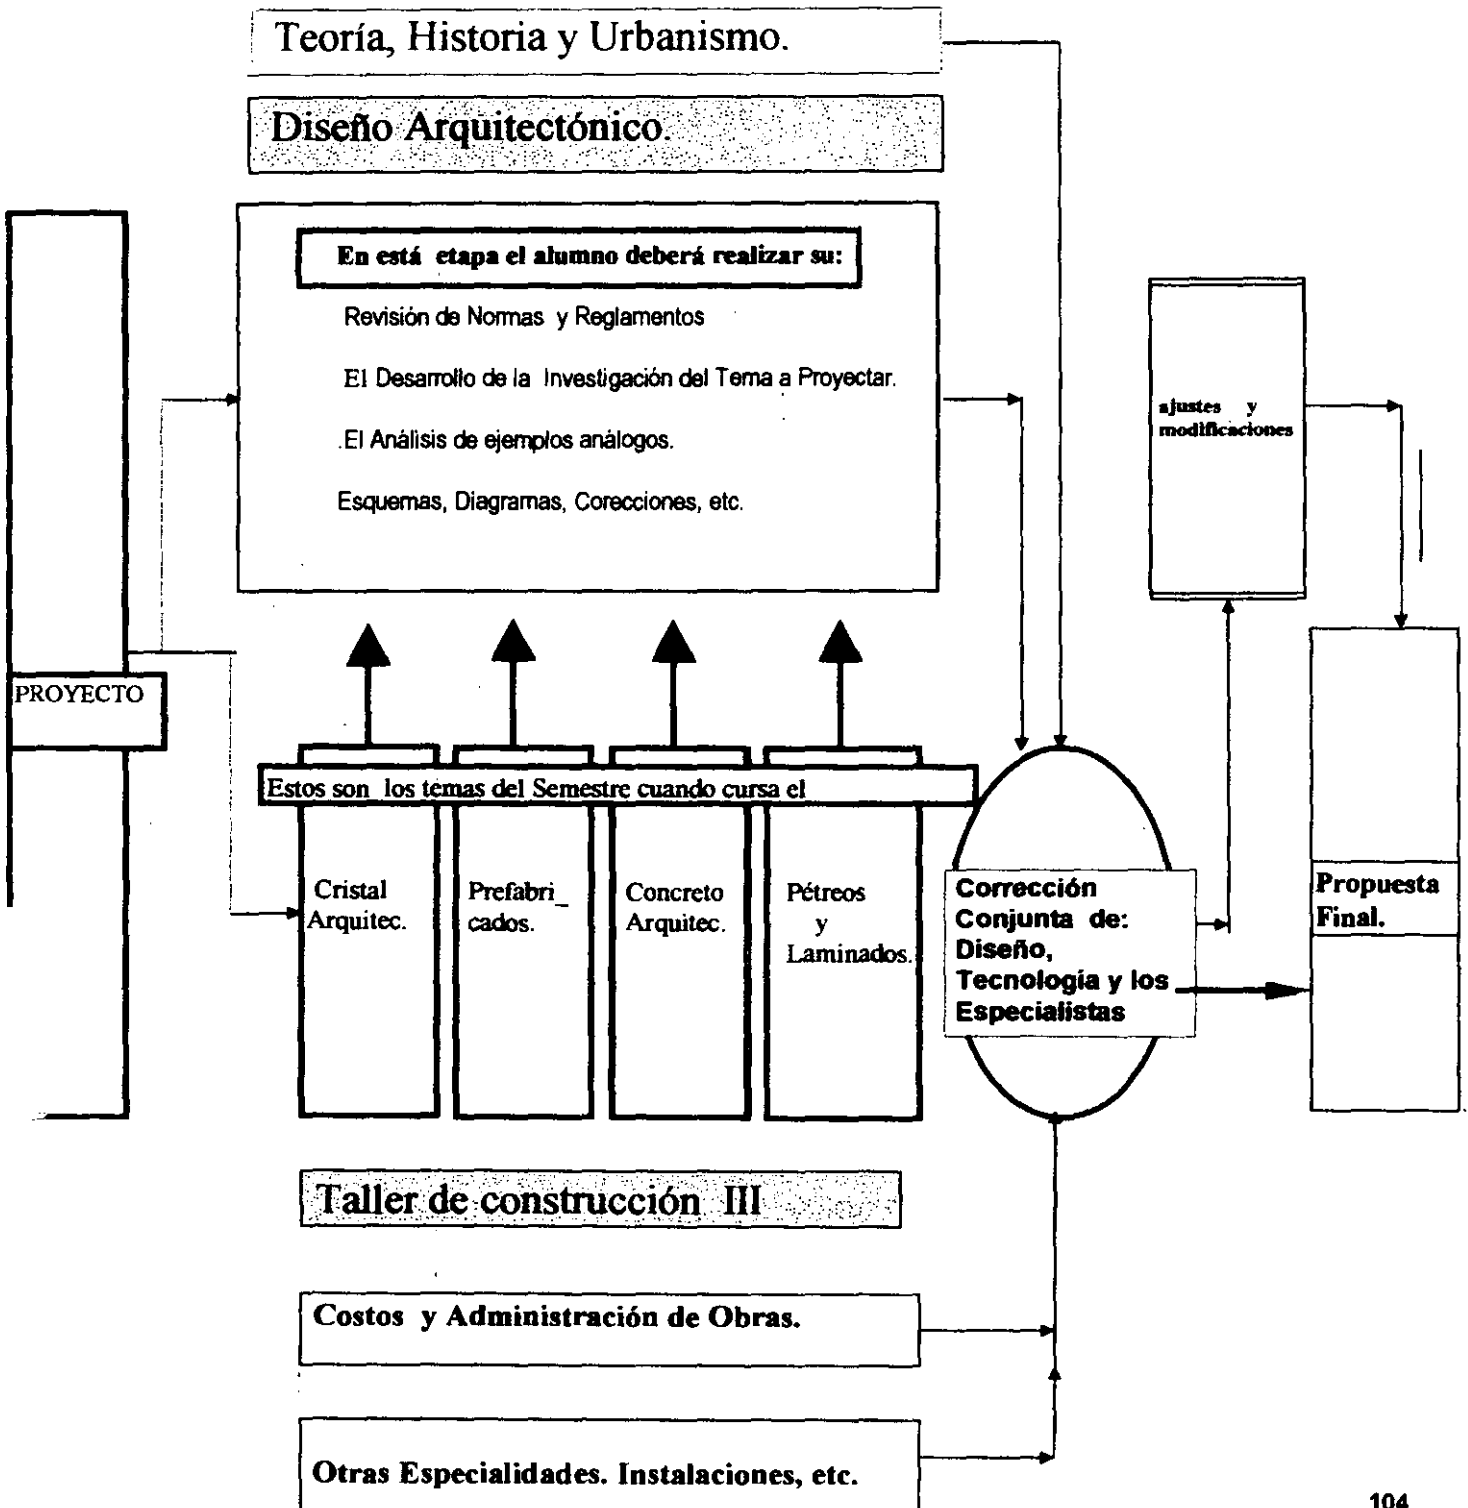 Teoría, Historia y Urbanismo.
Diseño Arquitectónico.
En está etapa el alumno deberá realizar su:
Revisión de Normas y Reglamentos
El Desarrollo de la Investigación del Tema a Proyectar.
.El Análisis de ejemplos análogos.
Esquemas, Diagramas, Corecciones, etc.
ajustes y
modificaciones
PROYECTO
Estos son los temas del Semestre cuando cursa el
Cristal
Arquitec.
Prefabri_
cados.
Concreto
Arquitec.
Pétreos
y
Laminados.
Corrección
Conjunta de:
Diseño,
Tecnología y los
Especialistas
Propuesta
Final.
Taller de construcción III
Costos y Administración de Obras.
Otras Especialidades. Instalaciones, etc.
104